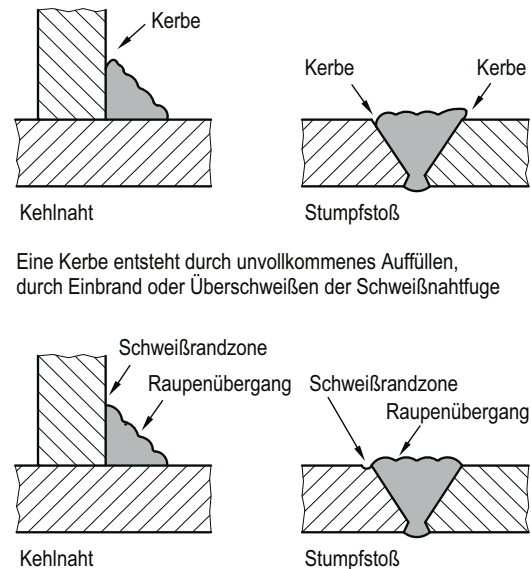 Kerbe
Kerbe Kerbe
Kehlnaht Stumpfstoß
Eine Kerbe entsteht durch unvollkommenes Auffüllen,
durch Einbrand oder Überschweißen der Schweißnahtfuge
Schweißrandzone
Raupenübergang Schweißrandzone
Raupenübergang
Kehlnaht Stumpfstoß